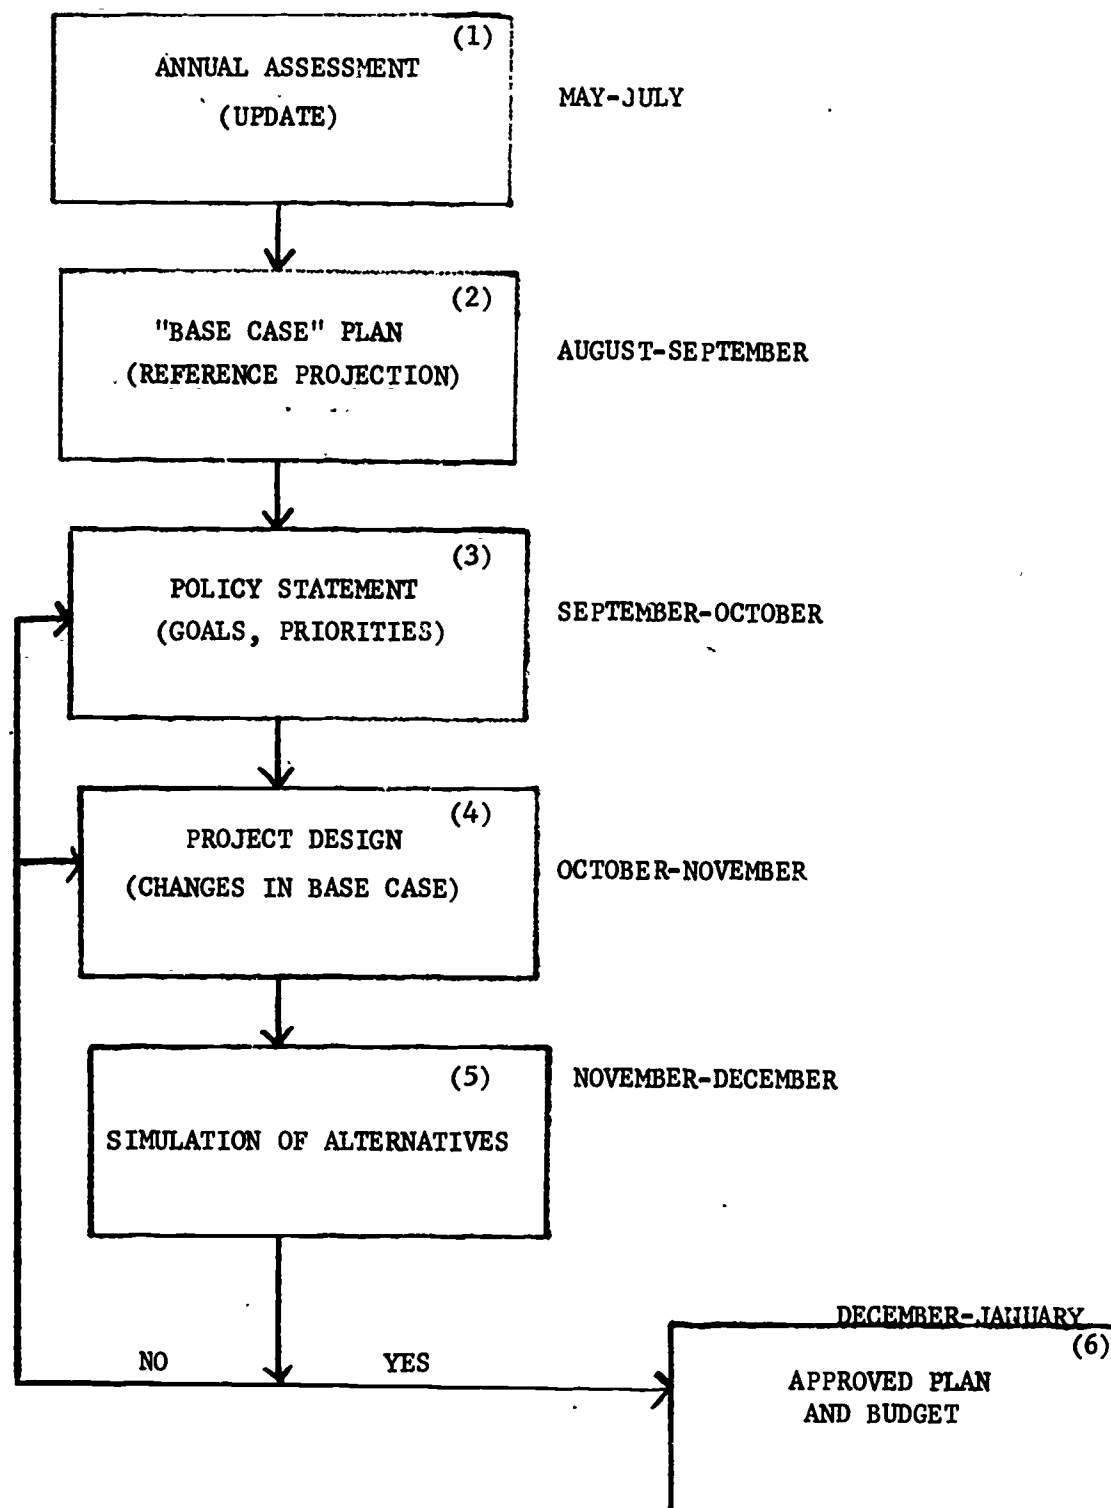 (1)
ANNUAL ASSESSMENT
(UPDATE)
MAY-JULY
(2)
"BASE CASE" PLAN
(REFERENCE PROJECTION)
AUGUST-SEPTEMBER
(3)
POLICY STATEMENT
(GOALS, PRIORITIES)
SEPTEMBER-OCTOBER
(4)
PROJECT DESIGN
(CHANGES IN BASE CASE)
OCTOBER-NOVEMBER
(5)
NOVEMBER-DECEMBER
SIMULATION OF ALTERNATIVES
DECEMBER-JANUARY
(6)
NO
YES
APPROVED PLAN
AND BUDGET